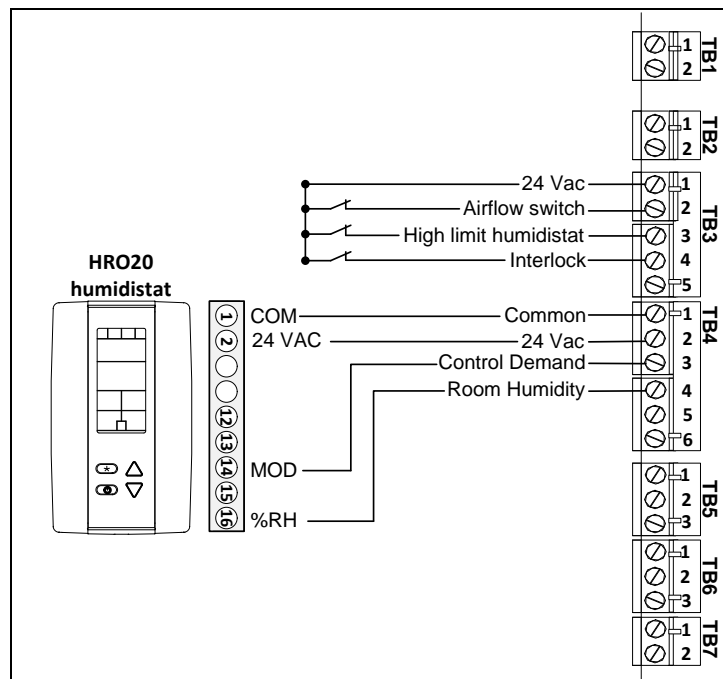 1
2
TB1
1
2
TB2
24 Vac
Airflow switch
High limit humidistat
Interlock
1
2
3
4
5
TB3
HRO20
humidistat
1 COM
2 24 VAC
12
13
14 MOD
15
16 %RH
Common
24 Vac
Control Demand
Room Humidity
1
2
3
4
5
6
TB4
1
2
3
TB5
1
2
3
TB6
1
2
TB7